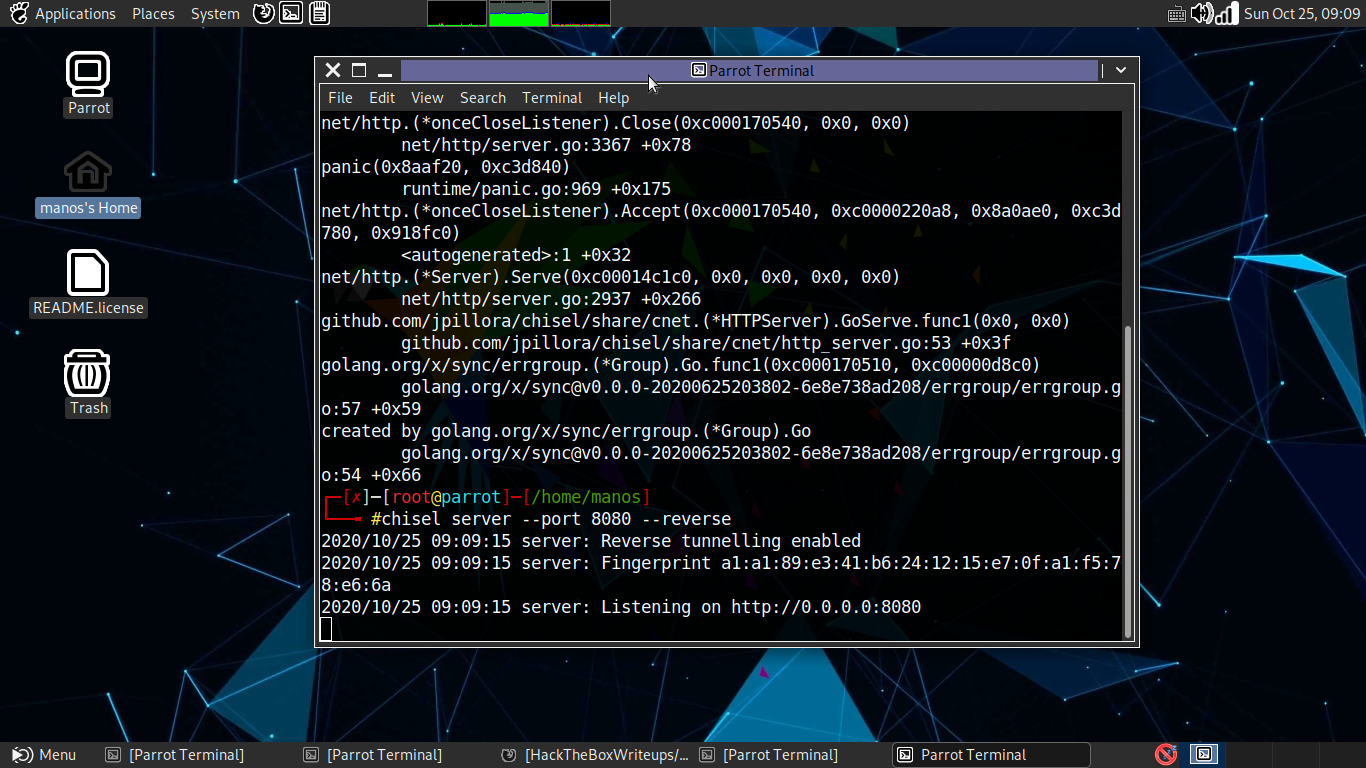 Applications Places System
Sun Oct 25, 09:09
Parrot
manos's Home
README.license
Trash
Parrot Terminal
File Edit View Search Terminal Help
net/http.(*onceCloseListener).Close(0xc000170540, 0x0, 0x0)
net/http/server.go:3367 +0x78
panic(0x8aaf20, 0xc3d840)
runtime/panic.go:969 +0x175
net/http.(*onceCloseListener).Accept(0xc000170540, 0xc0000220a8, 0x8a0ae0, 0xc3d
780, 0x918fc0)
<autogenerated>:1 +0x32
net/http.(*Server).Serve(0xc00014c1c0, 0x0, 0x0, 0x0, 0x0)
net/http/server.go:2937 +0x266
github.com/jpillora/chisel/share/cnet.(*HTTPServer).GoServe.func1(0x0, 0x0)
github.com/jpillora/chisel/share/cnet/http_server.go:53 +0x3f
golang.org/x/sync/errgroup.(*Group).Go.func1(0xc000170510, 0xc00000d8c0)
golang.org/x/sync@v0.0.0-20200625203802-6e8e738ad208/errgroup/errgroup.g
o:57 +0x59
created by golang.org/x/sync/errgroup.(*Group).Go
golang.org/x/sync@v0.0.0-20200625203802-6e8e738ad208/errgroup/errgroup.g
o:54 +0x66
┌─[✗]─[root@parrot]─[/home/manos]
└──╼ #chisel server --port 8080 --reverse
2020/10/25 09:09:15 server: Reverse tunnelling enabled
2020/10/25 09:09:15 server: Fingerprint a1:a1:89:e3:41:b6:24:12:15:e7:0f:a1:f5:7
8:e6:6a
2020/10/25 09:09:15 server: Listening on http://0.0.0.0:8080
Menu [Parrot Terminal] [Parrot Terminal] [HackTheBoxWriteups/... [Parrot Terminal] Parrot Terminal